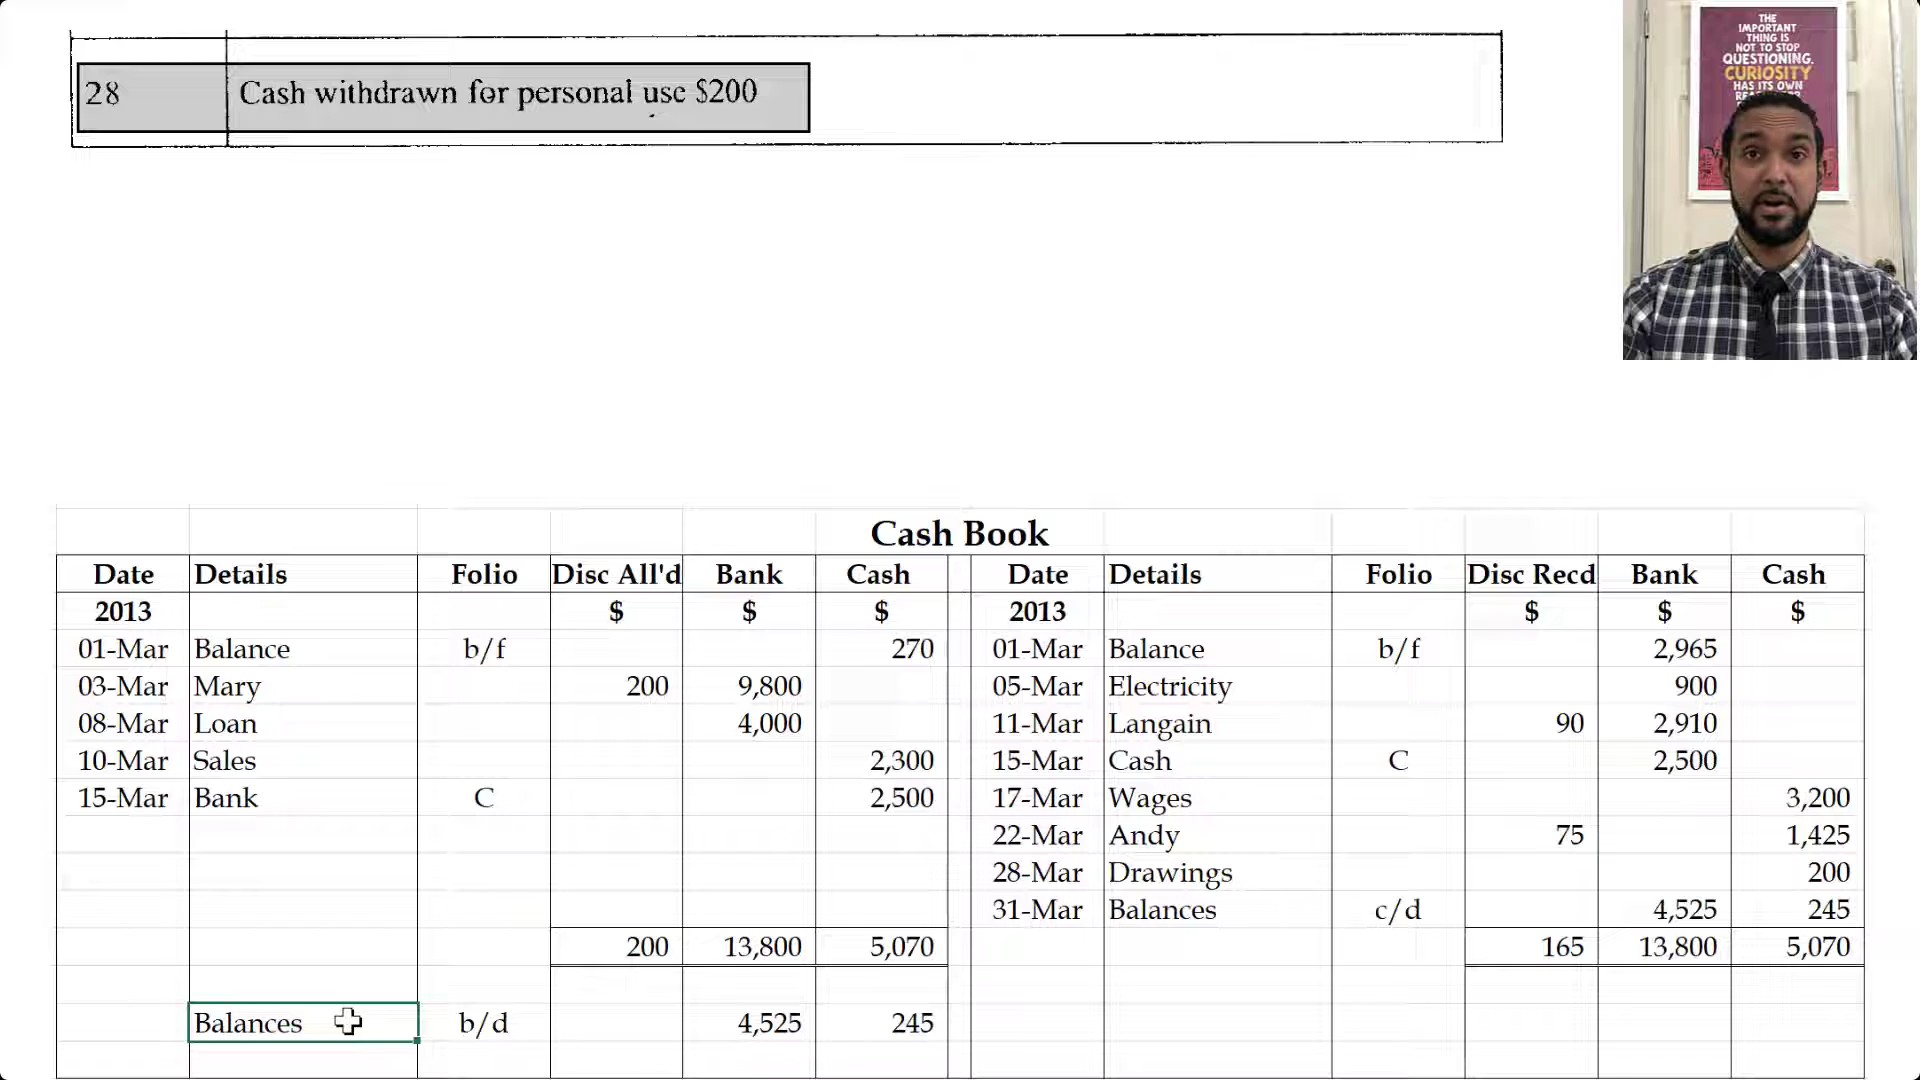 28 Cash withdrawn for personal use $200
THE
IMPORTANT
THING IS
NOT TO STOP
QUESTIONING.
CURIOSITY
HAS ITS OWN
Cash Book
Date Details Folio Disc All'd Bank Cash Date Details Folio Disc Recd Bank Cash
2013 $ $ $ 2013 $ $ $
01-Mar Balance b/f 270 01-Mar Balance b/f 2,965
03-Mar Mary 200 9,800 05-Mar Electricity 900
08-Mar Loan 4,000 11-Mar Langain 90 2,910
10-Mar Sales 2,300 15-Mar Cash C 2,500
15-Mar Bank C 2,500 17-Mar Wages 3,200
22-Mar Andy 75 1,425
28-Mar Drawings 200
31-Mar Balances c/d 4,525 245
200 13,800 5,070 165 13,800 5,070
Balances b/d 4,525 245